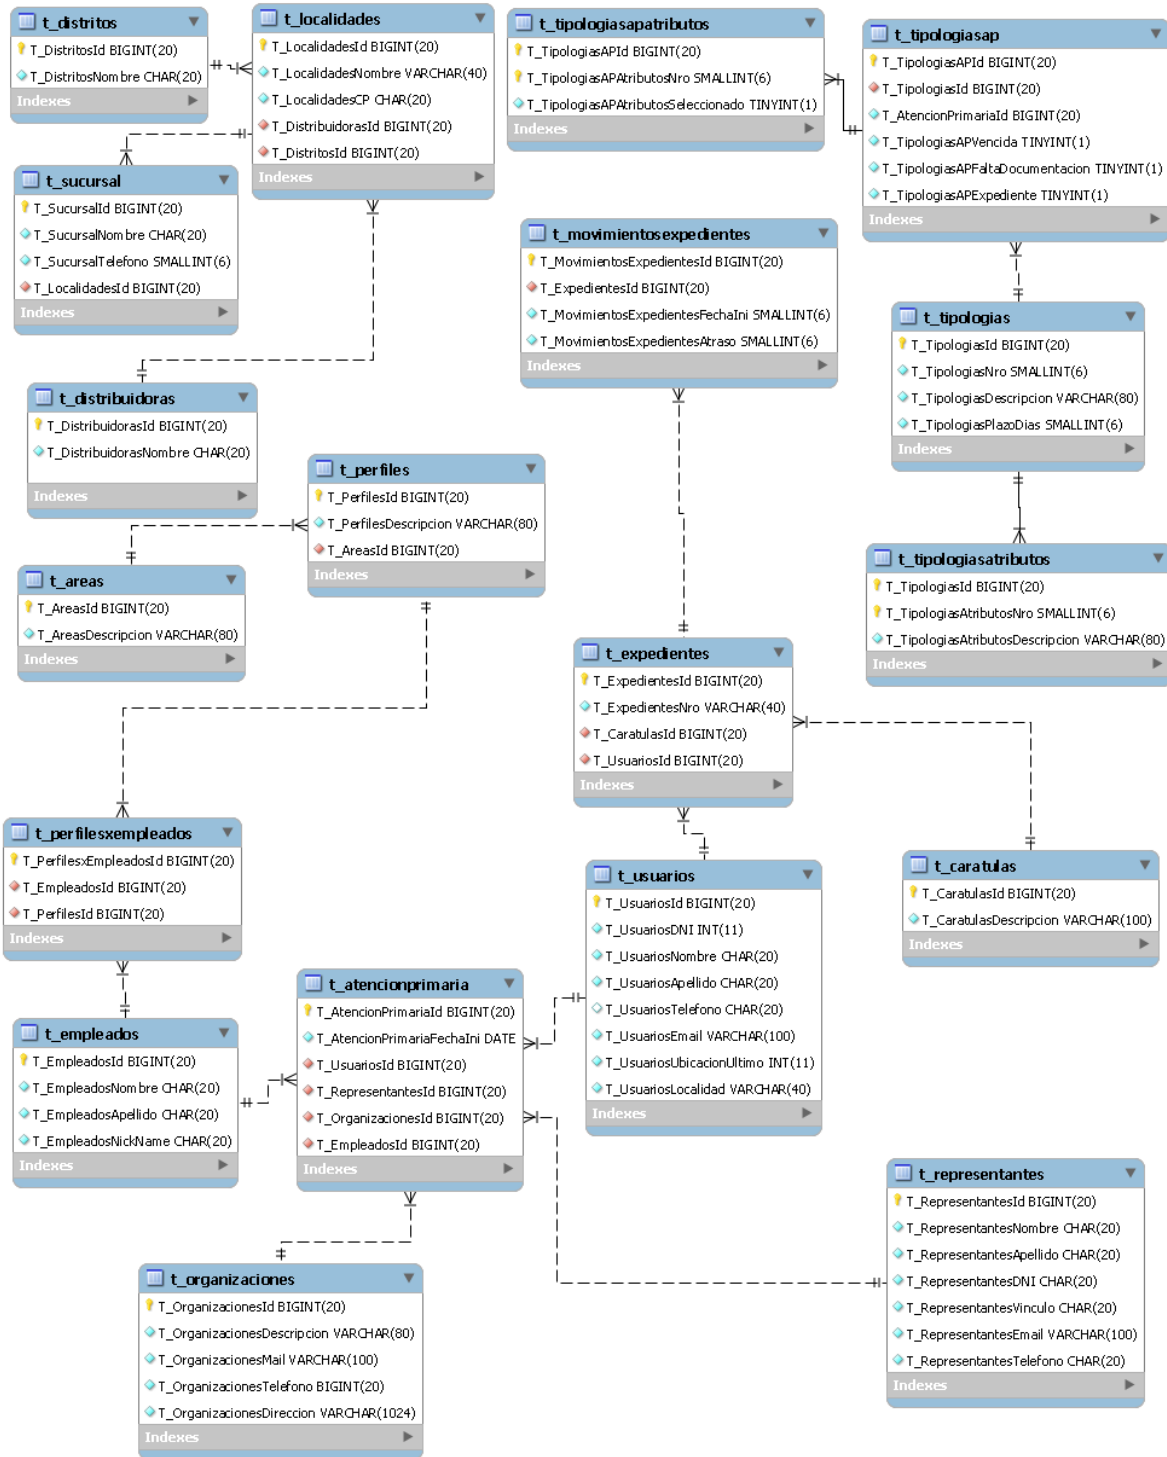 t_distritos
T_DistritosId BIGINT(20)
T_DistritosNombre CHAR(20)
Indexes
t_localidades
T_LocalidadesId BIGINT(20)
T_LocalidadesNombre VARCHAR(40)
T_LocalidadesCP CHAR(20)
T_DistribuidorasId BIGINT(20)
T_DistritosId BIGINT(20)
Indexes
t_tipologiasapatributos
T_TipologiasAPId BIGINT(20)
T_TipologiasAPAtributosNro SMALLINT(6)
T_TipologiasAPAtributosSeleccionado TINYINT(1)
Indexes
t_tipologiasap
T_TipologiasAPId BIGINT(20)
T_TipologiasId BIGINT(20)
T_AtencionPrimariaId BIGINT(20)
T_TipologiasAPVencida TINYINT(1)
T_TipologiasAPFaltaDocumentacion TINYINT(1)
T_TipologiasAPExpediente TINYINT(1)
Indexes
t_sucursal
T_SucursalId BIGINT(20)
T_SucursalNombre CHAR(20)
T_SucursalTelefono SMALLINT(6)
T_LocalidadesId BIGINT(20)
Indexes
t_movimientosexpedientes
T_MovimientosExpedientesId BIGINT(20)
T_ExpedientesId BIGINT(20)
T_MovimientosExpedientesFechaIni SMALLINT(6)
T_MovimientosExpedientesAtraso SMALLINT(6)
Indexes
t_tipologias
T_TipologiasId BIGINT(20)
T_TipologiasNro SMALLINT(6)
T_TipologiasDescripcion VARCHAR(80)
T_TipologiasPlazoDias SMALLINT(6)
Indexes
t_distribuidoras
T_DistribuidorasId BIGINT(20)
T_DistribuidorasNombre CHAR(20)
Indexes
t_perfiles
T_PerfilesId BIGINT(20)
T_PerfilesDescripcion VARCHAR(80)
T_AreasId BIGINT(20)
Indexes
t_tipologiasatributos
T_TipologiasId BIGINT(20)
T_TipologiasAtributosNro SMALLINT(6)
T_TipologiasAtributosDescripcion VARCHAR(80)
Indexes
t_areas
T_AreasId BIGINT(20)
T_AreasDescripcion VARCHAR(80)
Indexes
t_expedientes
T_ExpedientesId BIGINT(20)
T_ExpedientesNro VARCHAR(40)
T_CaratulasId BIGINT(20)
T_UsuariosId BIGINT(20)
Indexes
t_perfilesxempleados
T_PerfilesxEmpleadosId BIGINT(20)
T_EmpleadosId BIGINT(20)
T_PerfilesId BIGINT(20)
Indexes
t_usuarios
T_UsuariosId BIGINT(20)
T_UsuariosDNI INT(11)
T_UsuariosNombre CHAR(20)
T_UsuariosApellido CHAR(20)
T_UsuariosTelefono CHAR(20)
T_UsuariosEmail VARCHAR(100)
T_UsuariosUbicacionUltimo INT(11)
T_UsuariosLocalidad VARCHAR(40)
Indexes
t_caratulas
T_CaratulasId BIGINT(20)
T_CaratulasDescripcion VARCHAR(100)
Indexes
t_atencionprimaria
T_AtencionPrimariaId BIGINT(20)
T_AtencionPrimariaFechaIni DATE
T_UsuariosId BIGINT(20)
T_RepresentantesId BIGINT(20)
T_OrganizacionesId BIGINT(20)
T_EmpleadosId BIGINT(20)
Indexes
t_empleados
T_EmpleadosId BIGINT(20)
T_EmpleadosNombre CHAR(20)
T_EmpleadosApellido CHAR(20)
T_EmpleadosNickName CHAR(20)
Indexes
t_representantes
T_RepresentantesId BIGINT(20)
T_RepresentantesNombre CHAR(20)
T_RepresentantesApellido CHAR(20)
T_RepresentantesDNI CHAR(20)
T_RepresentantesVinculo CHAR(20)
T_RepresentantesEmail VARCHAR(100)
T_RepresentantesTelefono CHAR(20)
Indexes
t_organizaciones
T_OrganizacionesId BIGINT(20)
T_OrganizacionesDescripcion VARCHAR(80)
T_OrganizacionesMail VARCHAR(100)
T_OrganizacionesTelefono BIGINT(20)
T_OrganizacionesDireccion VARCHAR(1024)
Indexes